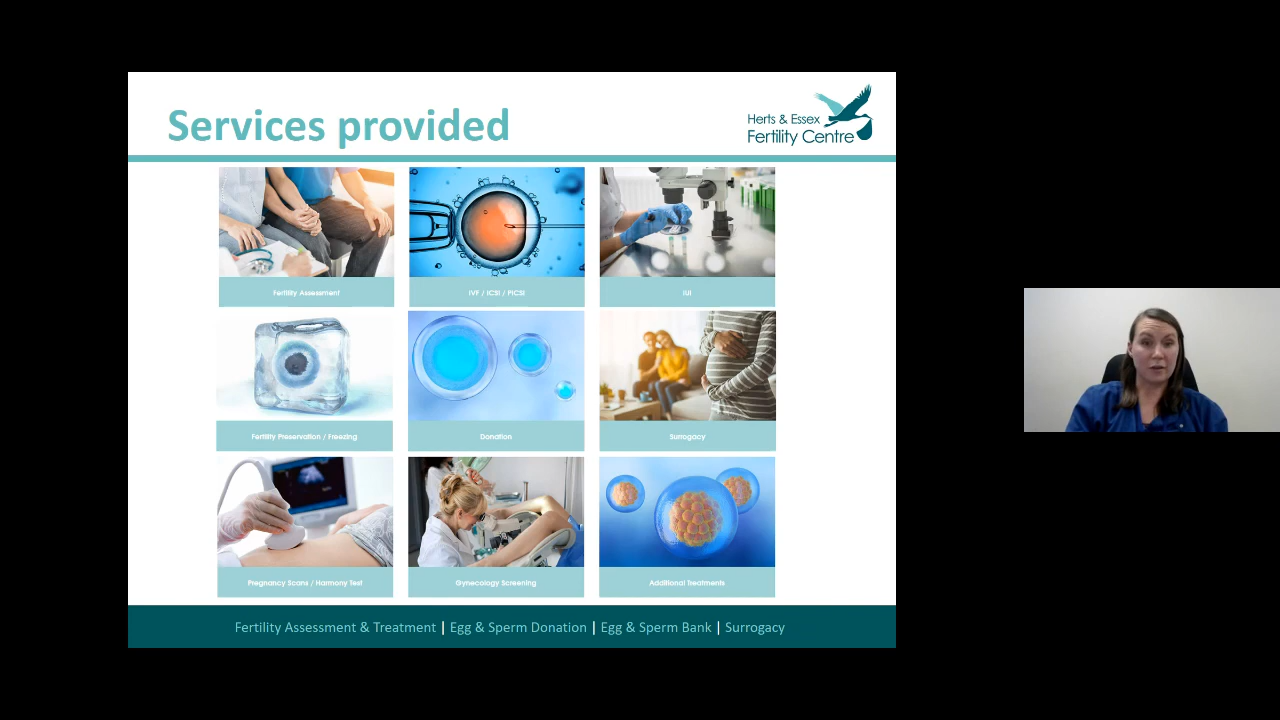 Services provided
Herts & Essex
Fertility Centre
Fertility Assessment
IVF / ICSI / PICSI
IUI
Fertility Preservation / Freezing
Donation
Surrogacy
Pregnancy Scans / Harmony Test
Gynecology Screening
Additional Treatments
Fertility Assessment & Treatment | Egg & Sperm Donation | Egg & Sperm Bank | Surrogacy